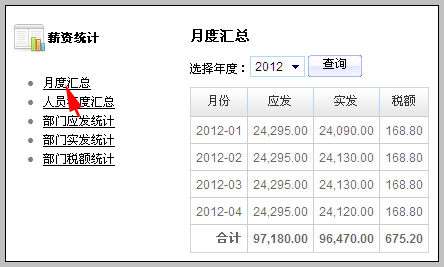 薪资统计
月度汇总
人员年度汇总
部门应发统计
部门实发统计
部门税额统计
月度汇总
选择年度: 2012 查询
月份 应发 实发 税额
2012-01 24,295.00 24,090.00 168.80
2012-02 24,295.00 24,130.00 168.80
2012-03 24,295.00 24,130.00 168.80
2012-04 24,295.00 24,120.00 168.80
合计 97,180.00 96,470.00 675.20